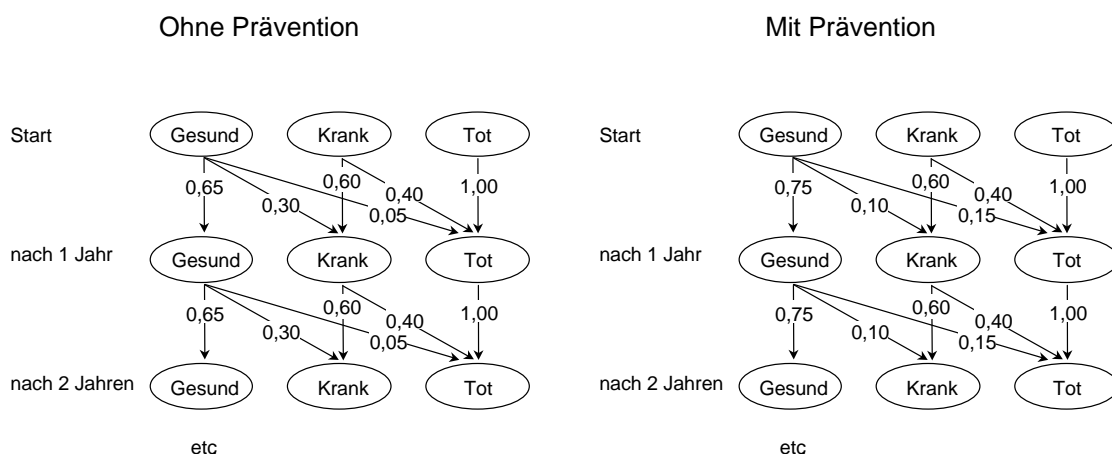 Ohne Prävention
Start
Gesund Krank Tot
0,65 0,30 0,60 0,05 0,40 1,00
nach 1 Jahr
Gesund Krank Tot
0,65 0,30 0,60 0,05 0,40 1,00
nach 2 Jahren
Gesund Krank Tot
etc
Mit Prävention
Start
Gesund Krank Tot
0,75 0,10 0,60 0,15 0,40 1,00
nach 1 Jahr
Gesund Krank Tot
0,75 0,10 0,60 0,15 0,40 1,00
nach 2 Jahren
Gesund Krank Tot
etc